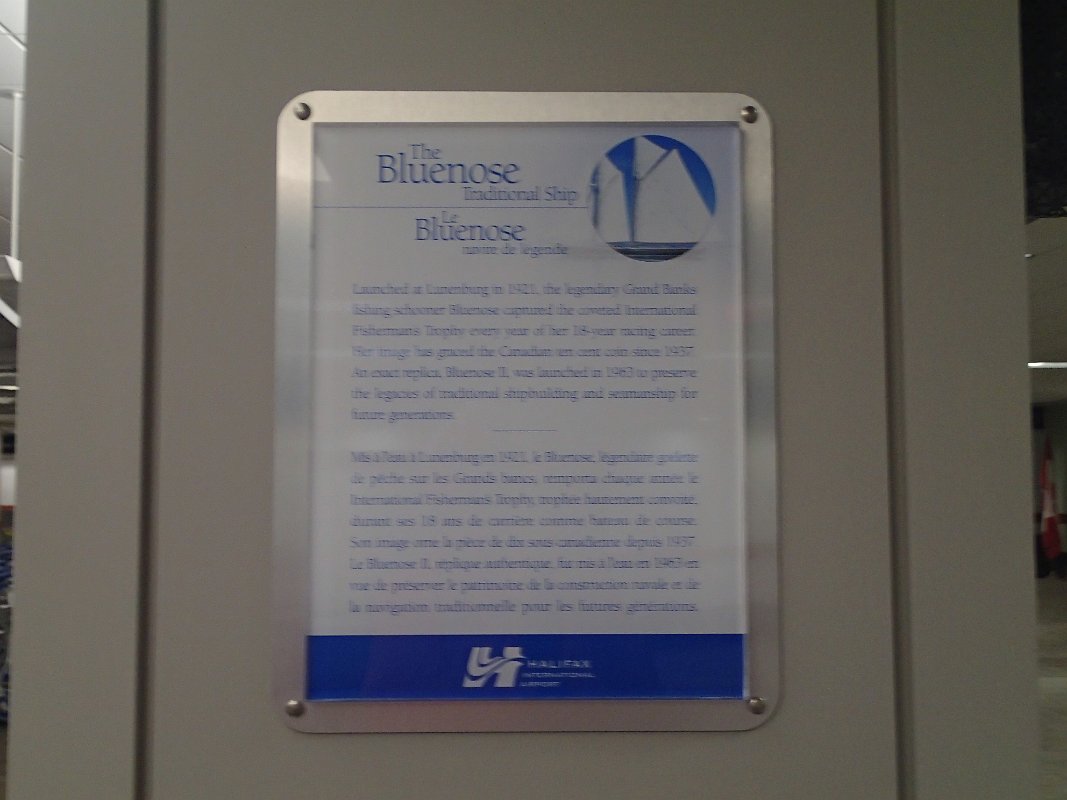 The
Bluenose
Traditional Ship
Le
Bluenose
navire de légende
Launched at Lunenburg in 1921, the legendary Grand Banks
fishing schooner Bluenose captured the coveted International
Fishermans Trophy every year of her 18-year racing career.
Her image has graced the Canadian ten cent coin since 1937.
An exact replica, Bluenose II, was launched in 1963 to preserve
the legacies of traditional shipbuilding and seamanship for
future generations.
Mis à l'eau à Lunenburg en 1921, le Bluenose, légendaire goélette
de pêche sur les Grands bancs, remporta chaque année le
International Fishermans Trophy, trophée hautement convoité,
durant ses 18 ans de carrière comme bateau de course.
Son image orne la pièce de dix sous canadienne depuis 1937.
Le Bluenose II, réplique authentique, fut mis à l'eau en 1963 en
vue de préserver le patrimoine de la construction navale et de
la navigation traditionnelle pour les futures générations.
HALIFAX
INTERNATIONAL
AIRPORT